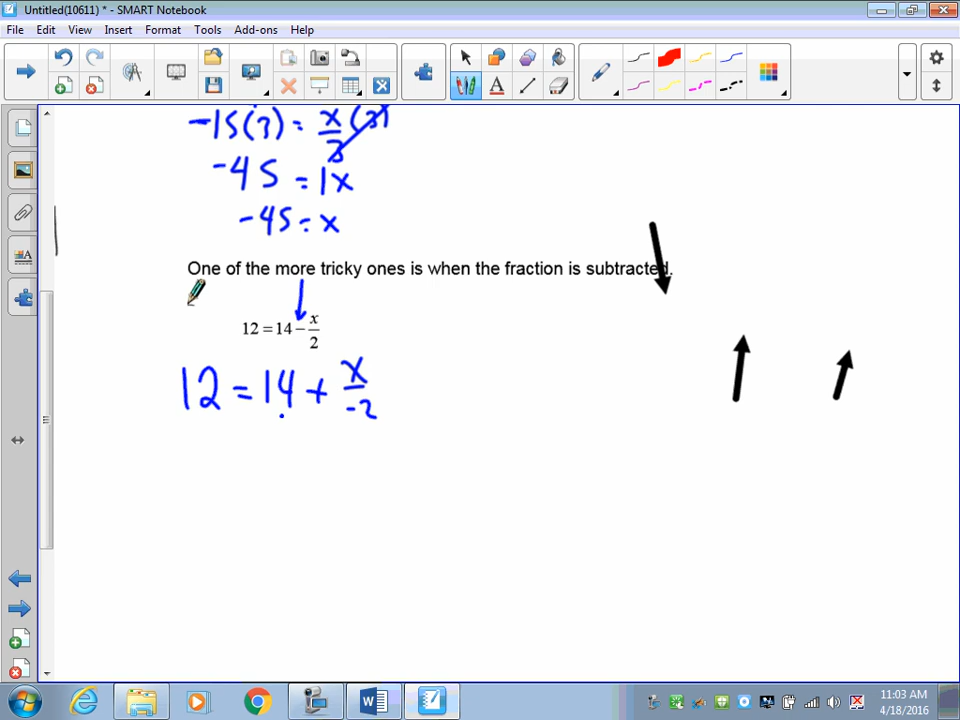 Untitled(10611) * - SMART Notebook
File Edit View Insert Format Tools Add-ons Help
-15(3) = x/3 (3)
-45 = 1x
-45 = x
One of the more tricky ones is when the fraction is subtracted.
12 = 14 − x/2
12 = 14 + x/-2
11:03 AM
4/18/2016